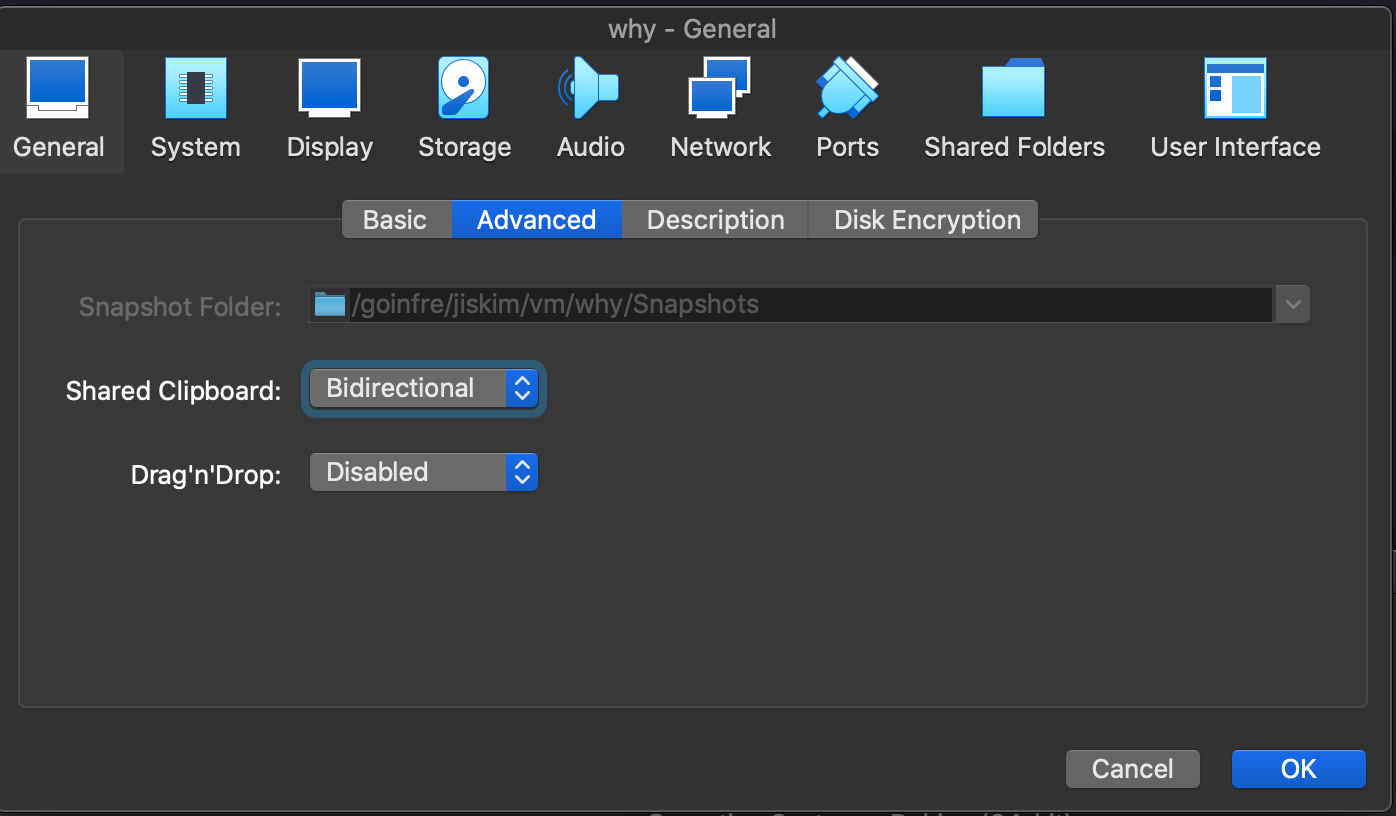 why - General
General System Display Storage Audio Network Ports Shared Folders User Interface
Basic Advanced Description Disk Encryption
Snapshot Folder: /goinfre/jiskim/vm/why/Snapshots
Shared Clipboard: Bidirectional
Drag'n'Drop: Disabled
Cancel OK